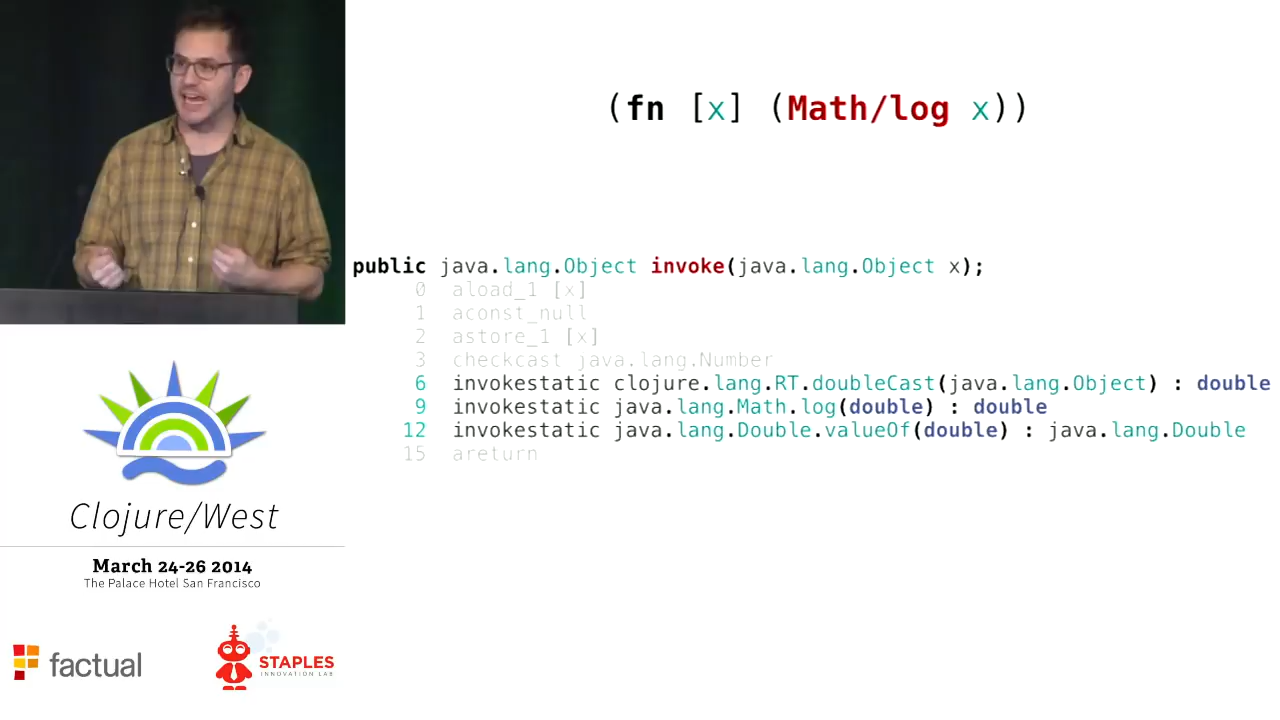 (fn [x] (Math/log x))
public java.lang.Object invoke(java.lang.Object x);
0 aload_1 [x]
1 aconst_null
2 astore_1 [x]
3 checkcast java.lang.Number
6 invokestatic clojure.lang.RT.doubleCast(java.lang.Object) : double
9 invokestatic java.lang.Math.log(double) : double
12 invokestatic java.lang.Double.valueOf(double) : java.lang.Double
15 areturn
Clojure/West
March 24-26 2014
The Palace Hotel San Francisco
factual
STAPLES
INNOVATION LAB